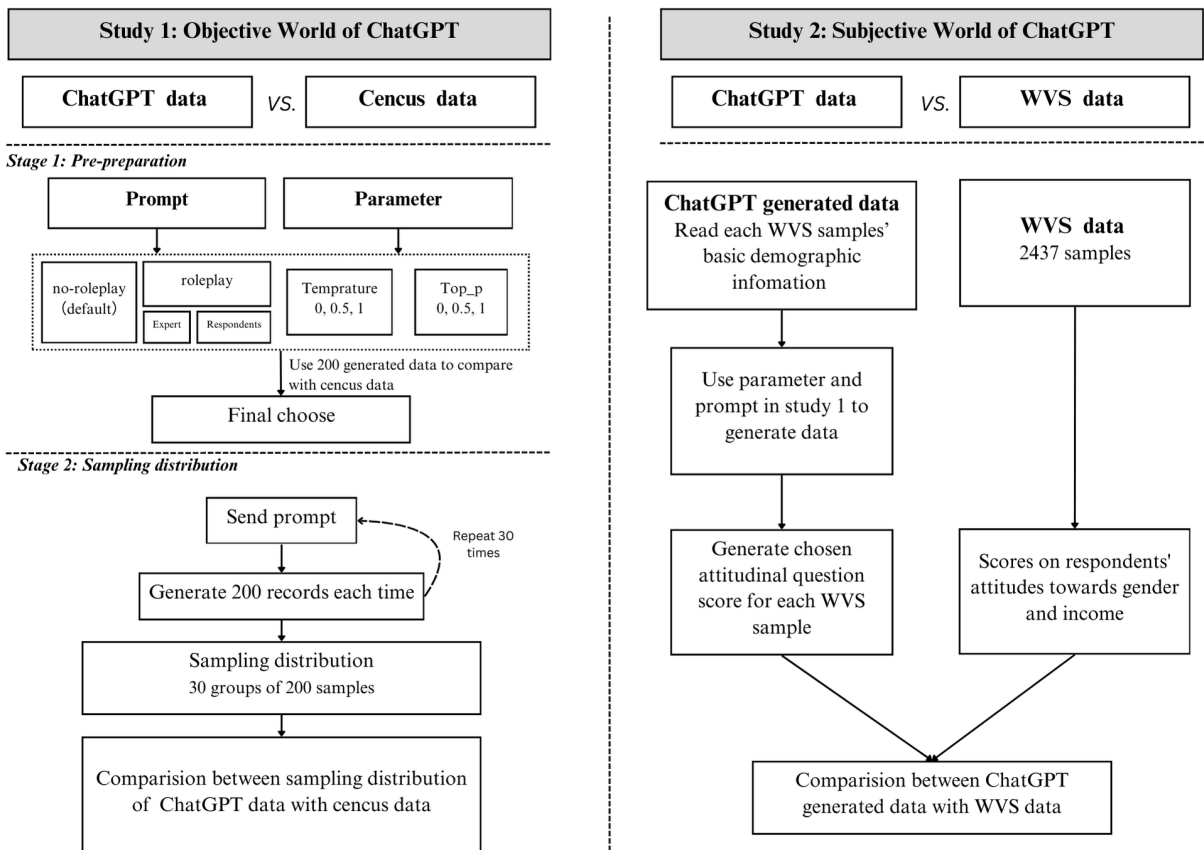 Study 1: Objective World of ChatGPT
ChatGPT data
VS.
Cencus data
Stage 1: Pre-preparation
Prompt
Parameter
no-roleplay
(default)
roleplay
Expert
Respondents
Temprature
0, 0.5, 1
Top_p
0, 0.5, 1
Use 200 generated data to compare
with cencus data
Final choose
Stage 2: Sampling distribution
Send prompt
Repeat 30
times
Generate 200 records each time
Sampling distribution
30 groups of 200 samples
Comparision between sampling distribution
of ChatGPT data with cencus data
Study 2: Subjective World of ChatGPT
ChatGPT data
VS.
WVS data
ChatGPT generated data
Read each WVS samples'
basic demographic
infomation
WVS data
2437 samples
Use parameter and
prompt in study 1 to
generate data
Generate chosen
attitudinal question
score for each WVS
sample
Scores on respondents'
attitudes towards gender
and income
Comparision between ChatGPT
generated data with WVS data